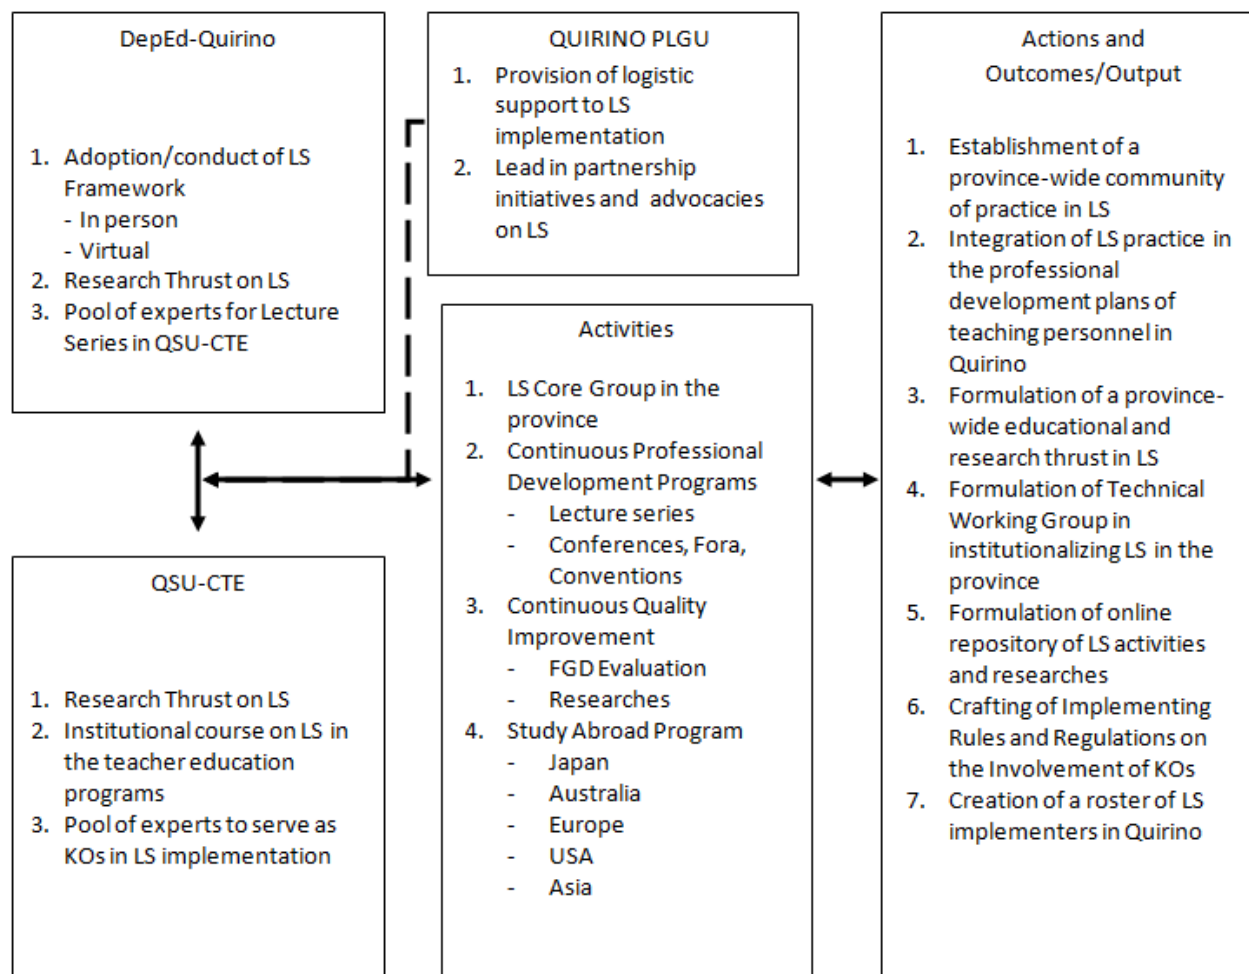 DepEd-Quirino
1. Adoption/conduct of LS
Framework
- In person
- Virtual
2. Research Thrust on LS
3. Pool of experts for Lecture
Series in QSU-CTE
QUIRINO PLGU
1. Provision of logistic
support to LS
implementation
2. Lead in partnership
initiatives and advocacies
on LS
QSU-CTE
1. Research Thrust on LS
2. Institutional course on LS in
the teacher education
programs
3. Pool of experts to serve as
KOs in LS implementation
Activities
1. LS Core Group in the
province
2. Continuous Professional
Development Programs
- Lecture series
- Conferences, Fora,
Conventions
3. Continuous Quality
Improvement
- FGD Evaluation
- Researches
4. Study Abroad Program
- Japan
- Australia
- Europe
- USA
- Asia
Actions and
Outcomes/Output
1. Establishment of a
province-wide community
of practice in LS
2. Integration of LS practice in
the professional
development plans of
teaching personnel in
Quirino
3. Formulation of a province-
wide educational and
research thrust in LS
4. Formulation of Technical
Working Group in
institutionalizing LS in the
province
5. Formulation of online
repository of LS activities
and researches
6. Crafting of Implementing
Rules and Regulations on
the Involvement of KOs
7. Creation of a roster of LS
implementers in Quirino